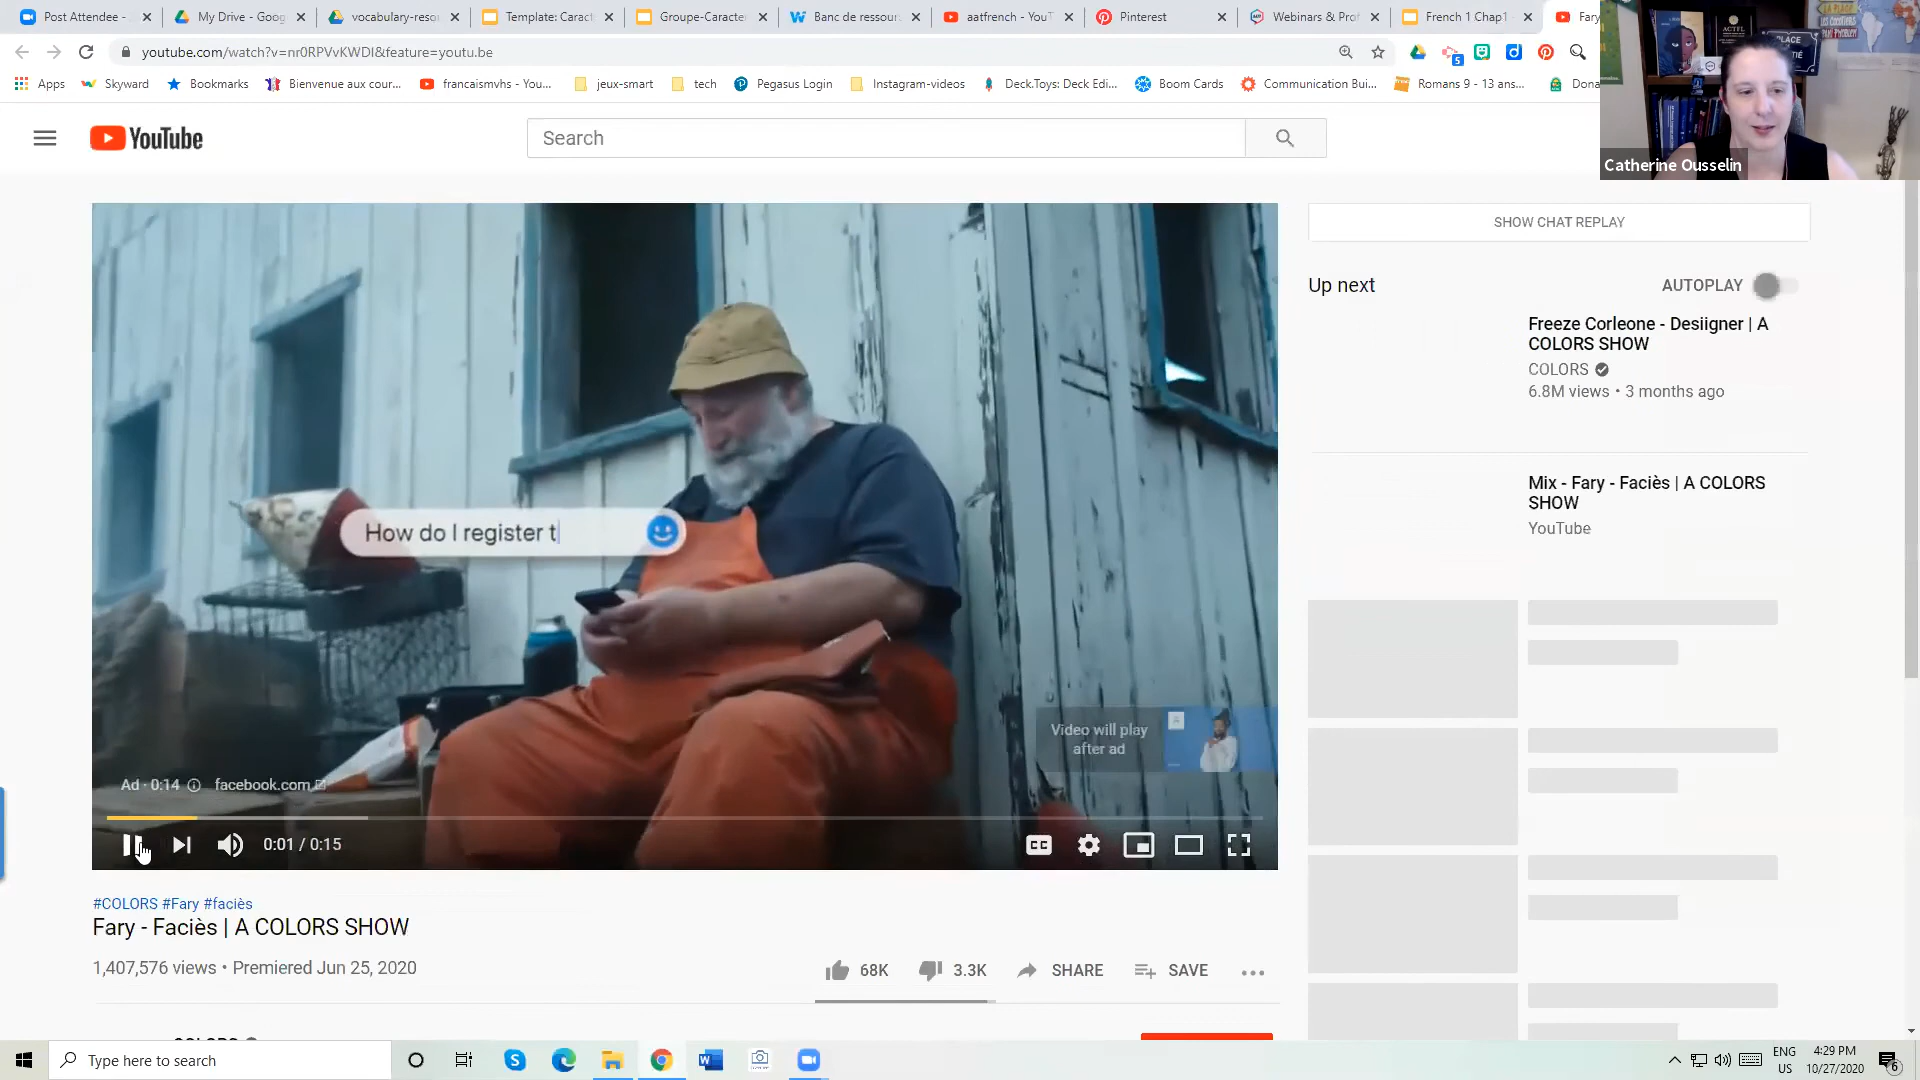 Post Attendee -
My Drive - Goog
vocabulary-reso
Template: Caract
Groupe-Caracter
Banc de ressour
aatfrench - YouT
Pinterest
Webinars & Prof
French 1 Chap1
Fary
youtube.com/watch?v=nr0RPVvKWDI&feature=youtu.be
5
Apps
Skyward
Bookmarks
Bienvenue aux cour...
francaismvhs - You...
jeux-smart
tech
Pegasus Login
Instagram-videos
Deck.Toys: Deck Edi...
Boom Cards
Communication Bui...
Romans 9 - 13 ans...
Dona
ACTFL
Catherine Ousselin
YouTube
Search
SHOW CHAT REPLAY
Up next
AUTOPLAY
Freeze Corleone - Desiigner | A
COLORS SHOW
COLORS
6.8M views • 3 months ago
Mix - Fary - Faciès | A COLORS
SHOW
YouTube
How do I register t
Video will play
after ad
Ad · 0:14
facebook.com
0:01 / 0:15
CC
#COLORS #Fary #faciès
Fary - Faciès | A COLORS SHOW
1,407,576 views • Premiered Jun 25, 2020
68K
3.3K
SHARE
SAVE
COLORS
Type here to search
ENG
US
4:29 PM
10/27/2020
6